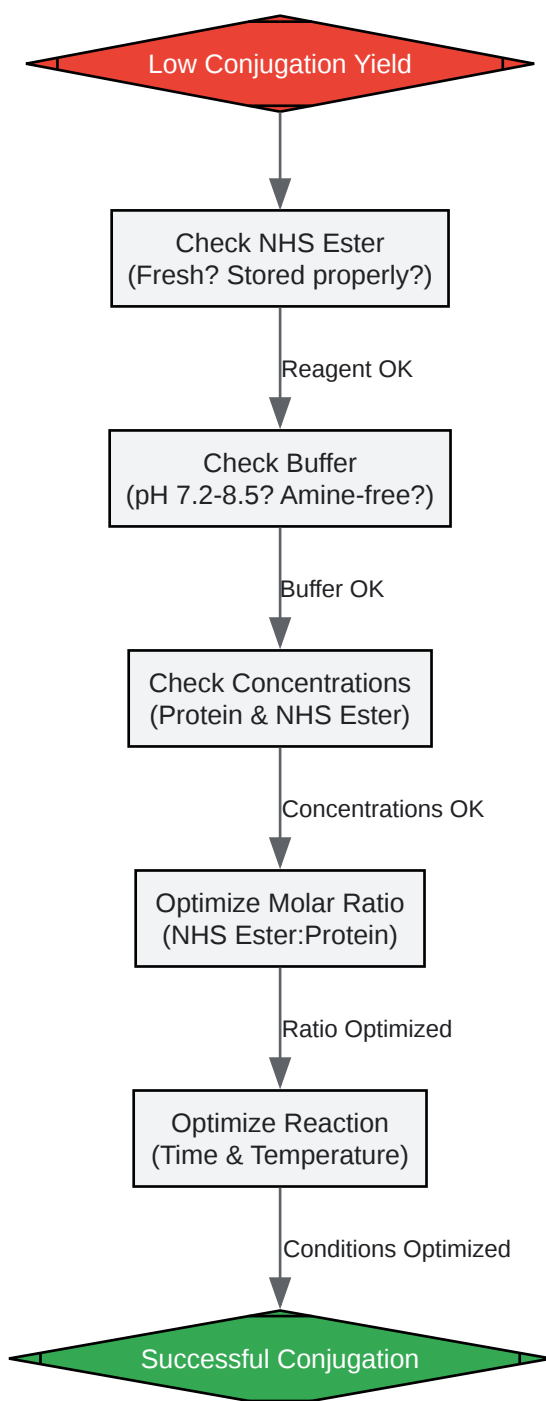 Low Conjugation Yield
Check NHS Ester
(Fresh? Stored properly?)
Reagent OK
Check Buffer
(pH 7.2-8.5? Amine-free?)
Buffer OK
Check Concentrations
(Protein & NHS Ester)
Concentrations OK
Optimize Molar Ratio
(NHS Ester:Protein)
Ratio Optimized
Optimize Reaction
(Time & Temperature)
Conditions Optimized
Successful Conjugation